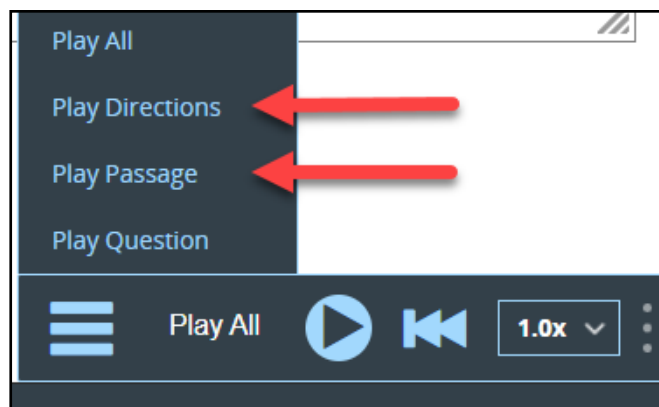 Play All
Play Directions
Play Passage
Play Question
Play All 1.0x